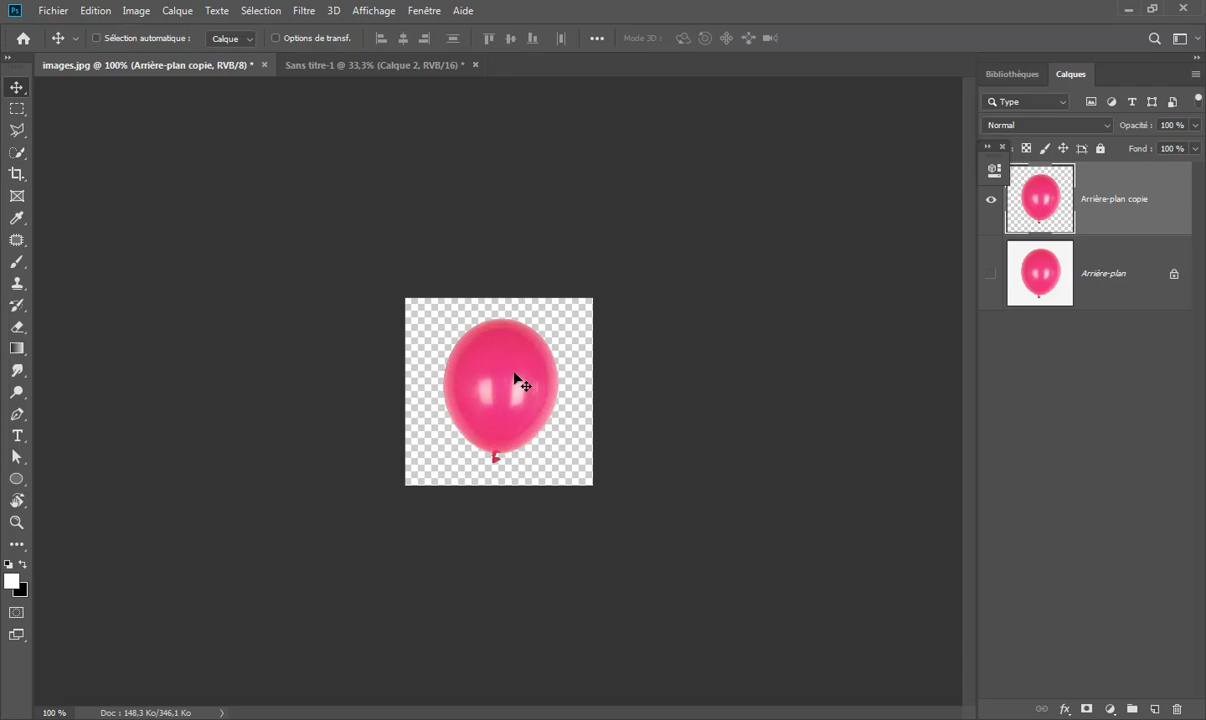 Ps Fichier Edition Image Calque Texte Sélection Filtre 3D Affichage Fenêtre Aide
Sélection automatique : Calque Options de transf. Mode 3D :
images.jpg @ 100% (Arrière-plan copie, RVB/8) * Sans titre-1 @ 33,3% (Calque 2, RVB/16) *
Bibliothèques Calques
Type
Normal Opacité : 100 %
Fond : 100 %
Arrière-plan copie
Arrière-plan
100 % Doc : 148,3 Ko/346,1 Ko